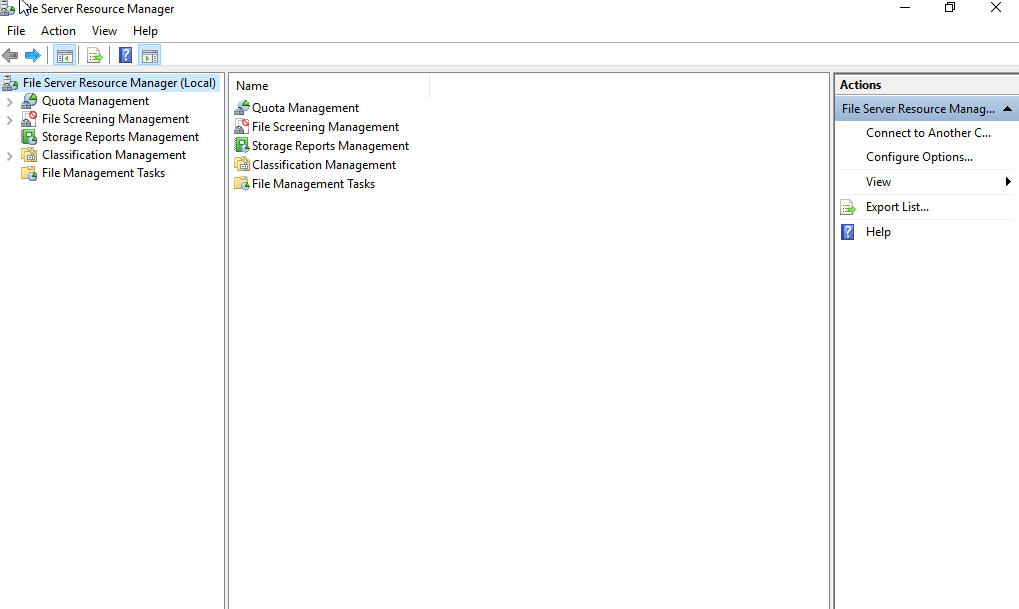 File Server Resource Manager
File Action View Help
?
File Server Resource Manager (Local)
Quota Management
File Screening Management
Storage Reports Management
Classification Management
File Management Tasks
Name
Quota Management
File Screening Management
Storage Reports Management
Classification Management
File Management Tasks
Actions
File Server Resource Manag...
Connect to Another C...
Configure Options...
View
Export List...
? Help